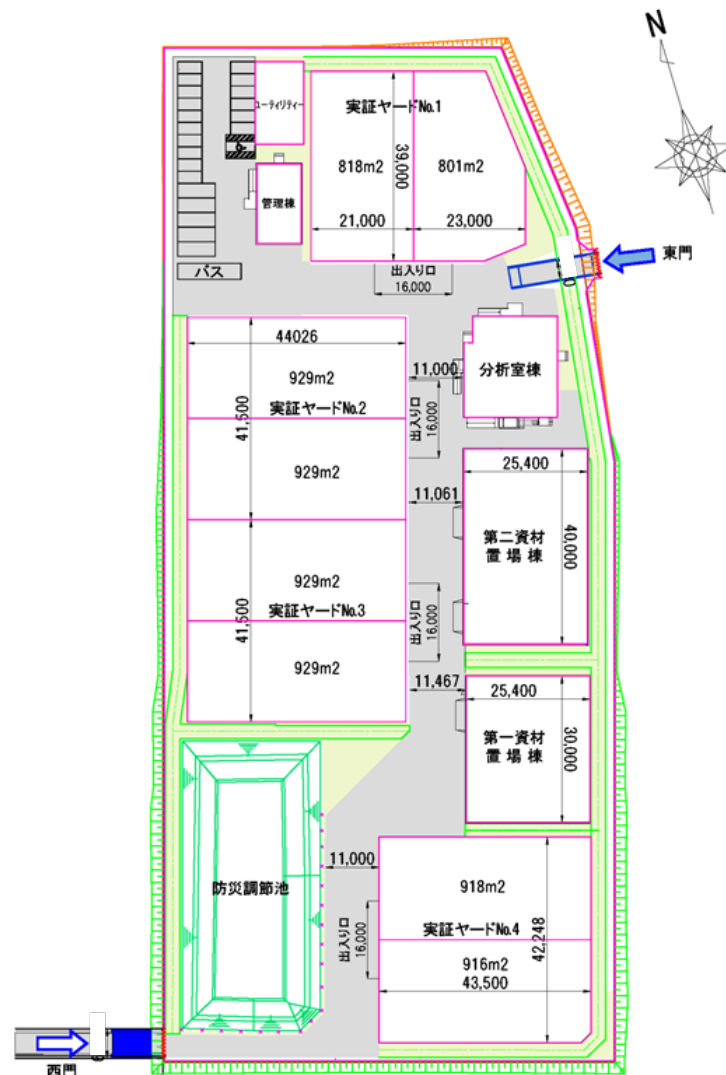 N
ユーティリティー
実証ヤードNo.1
818m2
39,000
801m2
管理棟
21,000
23,000
バス
出入り口
16,000
東門
44026
929m2
11,000
分析室棟
実証ヤードNo.2
41,500
出入り口
16,000
929m2
25,400
11,061
第二資材
置場棟
40,000
929m2
実証ヤードNo.3
41,500
出入り口
16,000
929m2
11,467
25,400
第一資材
置場棟
30,000
防災調節池
11,000
918m2
出入り口
16,000
実証ヤードNo.4
42,248
916m2
43,500
西門